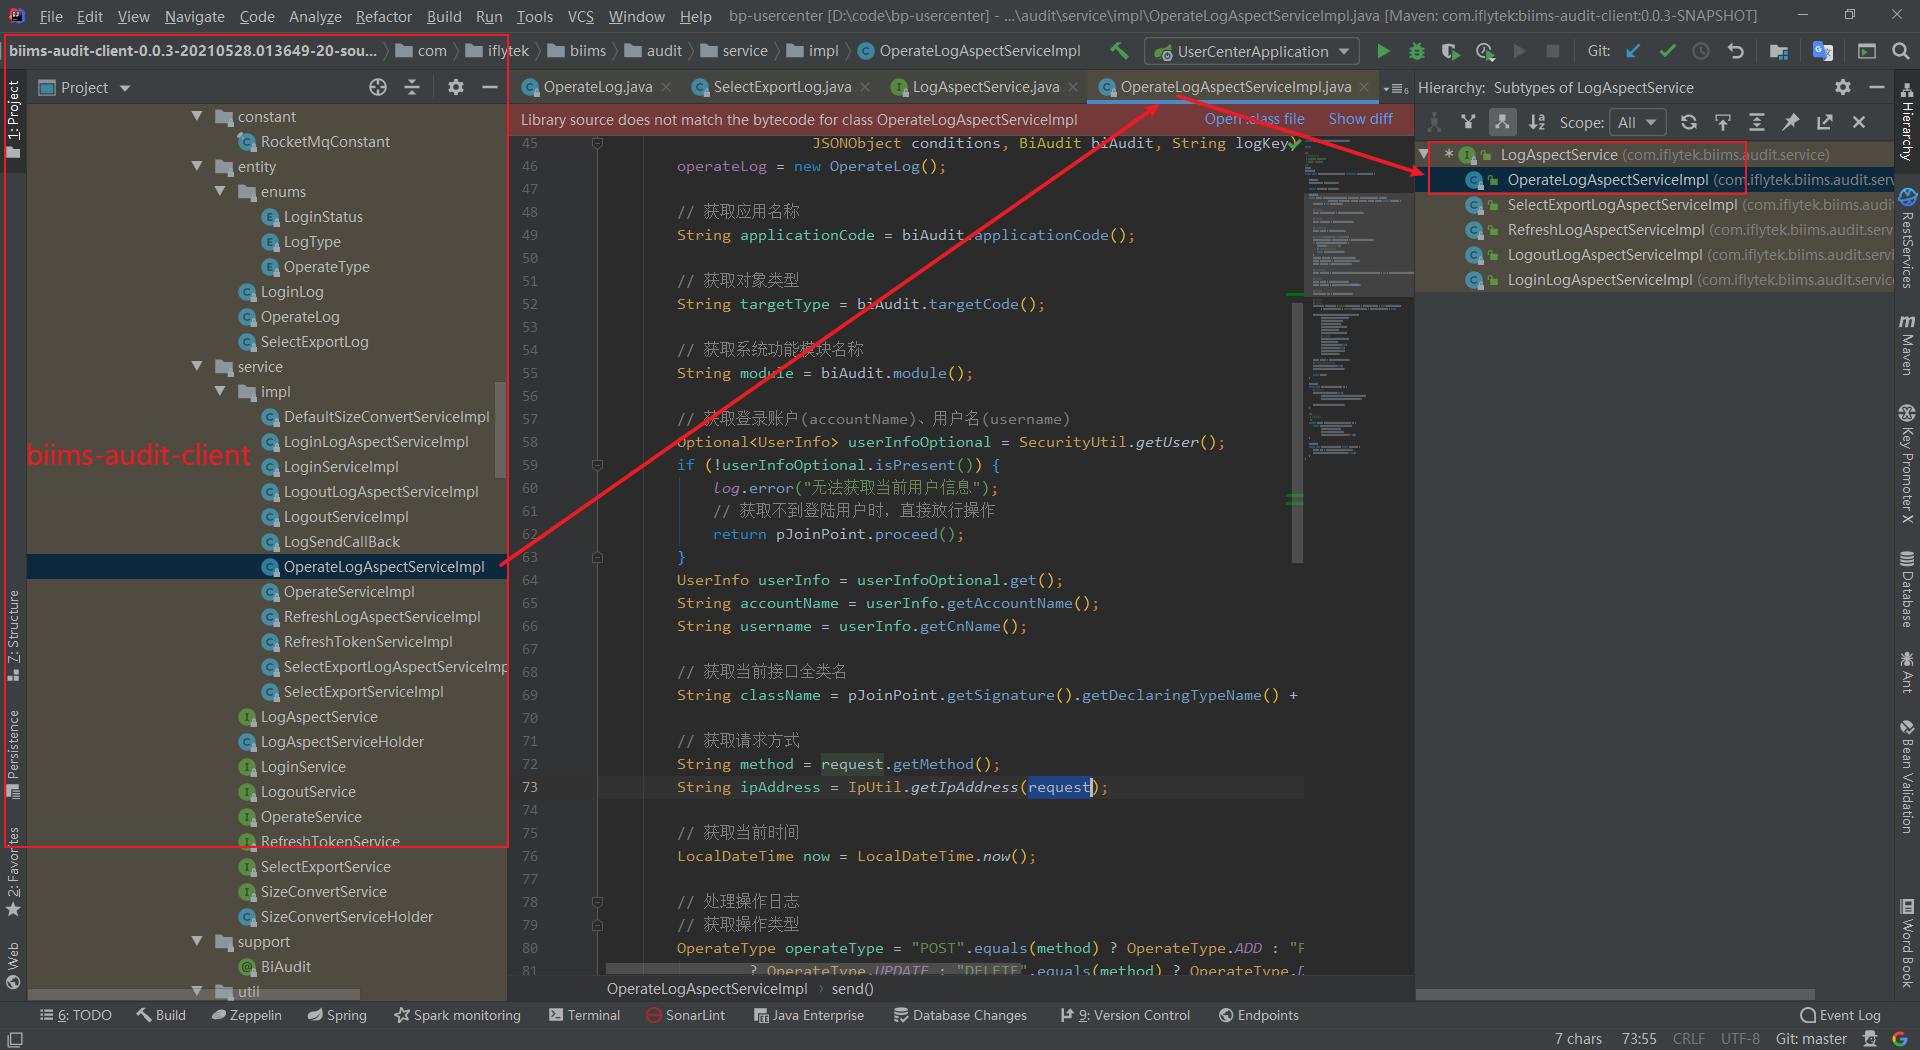 File Edit View Navigate Code Analyze Refactor Build Run Tools VCS Window Help bp-usercenter [D:\code\bp-usercenter] - ...\audit\service\impl\OperateLogAspectServiceImpl.java [Maven: com.iflytek:biims-audit-client:0.0.3-SNAPSHOT]
biims-audit-client-0.0.3-20210528.013649-20-sou... com iflytek biims audit service impl OperateLogAspectServiceImpl UserCenterApplication Git:
Project
OperateLog.java SelectExportLog.java LogAspectService.java OperateLogAspectServiceImpl.java 6
Hierarchy: Subtypes of LogAspectService
1: Project
7: Structure
Persistence
2: Favorites
Web
constant
RocketMqConstant
entity
enums
LoginStatus
LogType
OperateType
LoginLog
OperateLog
SelectExportLog
service
impl
DefaultSizeConvertServiceImpl
LoginLogAspectServiceImpl
biims-audit-client
LoginServiceImpl
LogoutLogAspectServiceImpl
LogoutServiceImpl
LogSendCallBack
OperateLogAspectServiceImpl
OperateServiceImpl
RefreshLogAspectServiceImpl
RefreshTokenServiceImpl
SelectExportLogAspectServiceImp
SelectExportServiceImpl
LogAspectService
LogAspectServiceHolder
LoginService
LogoutService
OperateService
RefreshTokenService
SelectExportService
SizeConvertService
SizeConvertServiceHolder
support
BiAudit
util
Library source does not match the bytecode for class OperateLogAspectServiceImpl Open .class file Show diff
45 JSONObject conditions, BiAudit biAudit, String logKey)
46 operateLog = new OperateLog();
47
48 // 获取应用名称
49 String applicationCode = biAudit.applicationCode();
50
51 // 获取对象类型
52 String targetType = biAudit.targetCode();
53
54 // 获取系统功能模块名称
55 String module = biAudit.module();
56
57 // 获取登录账户(accountName)、用户名(username)
58 Optional<UserInfo> userInfoOptional = SecurityUtil.getUser();
59 if (!userInfoOptional.isPresent()) {
60 log.error("无法获取当前用户信息");
61 // 获取不到登陆用户时，直接放行操作
62 return pJoinPoint.proceed();
63 }
64 UserInfo userInfo = userInfoOptional.get();
65 String accountName = userInfo.getAccountName();
66 String username = userInfo.getCnName();
67
68 // 获取当前接口全类名
69 String className = pJoinPoint.getSignature().getDeclaringTypeName() +
70
71 // 获取请求方式
72 String method = request.getMethod();
73 String ipAddress = IpUtil.getIpAddress(request);
74
75 // 获取当前时间
76 LocalDateTime now = LocalDateTime.now();
77
78 // 处理操作日志
79 // 获取操作类型
80 OperateType operateType = "POST".equals(method) ? OperateType.ADD : "P
81 ? OperateType.UPDATE : "DELETE".equals(method) ? OperateType.D
OperateLogAspectServiceImpl › send()
Scope: All
* LogAspectService (com.iflytek.biims.audit.service)
OperateLogAspectServiceImpl (com.iflytek.biims.audit.serv
SelectExportLogAspectServiceImpl (com.iflytek.biims.audit
RefreshLogAspectServiceImpl (com.iflytek.biims.audit.serv
LogoutLogAspectServiceImpl (com.iflytek.biims.audit.servi
LoginLogAspectServiceImpl (com.iflytek.biims.audit.service
Hierarchy
RestServices
Maven
Key Promoter X
Database
Ant
Bean Validation
Word Book
6: TODO Build Zeppelin Spring Spark monitoring Terminal SonarLint Java Enterprise Database Changes 9: Version Control Endpoints Event Log
7 chars 73:55 CRLF UTF-8 Git: master